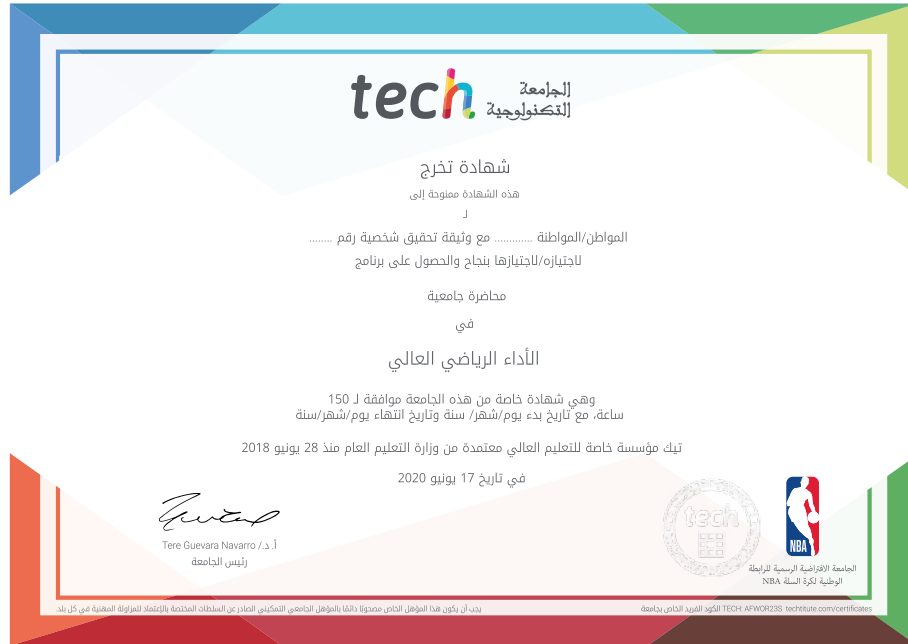 tech الجامعة
التكنولوجية
شهادة تخرج
هذه الشهادة ممنوحة إلى
لـ
المواطن/المواطنة ............. مع وثيقة تحقيق شخصية رقم ........
لاجتيازه/لاجتيازها بنجاح والحصول على برنامج
محاضرة جامعية
في
الأداء الرياضي العالي
وهي شهادة خاصة من هذه الجامعة موافقة لـ 150
ساعة، مع تاريخ بدء يوم/شهر/ سنة وتاريخ انتهاء يوم/شهر/سنة
تيك مؤسسة خاصة للتعليم العالي معتمدة من وزارة التعليم العام منذ 28 يونيو 2018
في تاريخ 17 يونيو 2020
tech
NBA
أ. د./ Tere Guevara Navarro
رئيس الجامعة
الجامعة الافتراضية الرسمية للرابطة
الوطنية لكرة السلة NBA
يجب أن يكون هذا المؤهل الخاص مصحوبًا دائمًا بالمؤهل الجامعي التمكيني الصادر عن السلطات المختصة بالإعتماد للمزاولة المهنية في كل بلد.
الكود الفريد الخاص بجامعة TECH: AFWOR23S techtitute.com/certificates